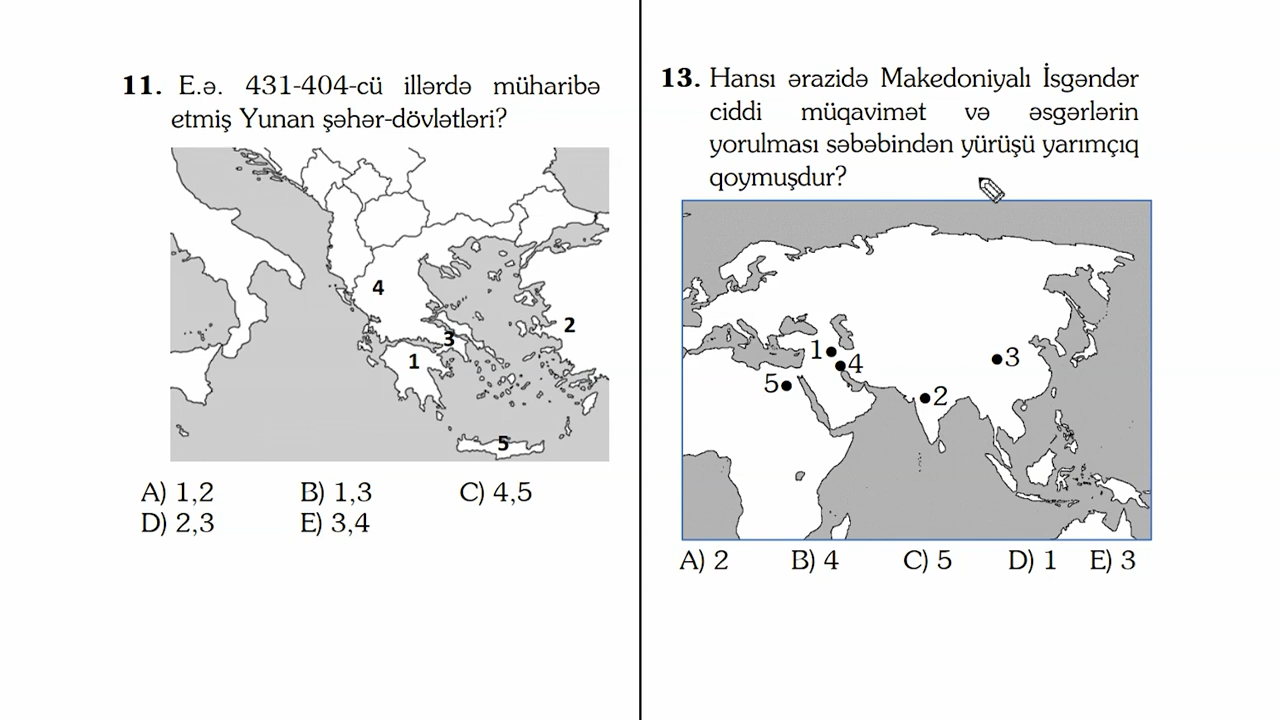 11. E.ə. 431-404-cü illərdə müharibə
etmiş Yunan şəhər-dövlətləri?
4
2
3
1
5
A) 1,2 B) 1,3 C) 4,5
D) 2,3 E) 3,4
13. Hansı ərazidə Makedoniyalı İsgəndər
ciddi müqavimət və əsgərlərin
yorulması səbəbindən yürüşü yarımçıq
qoymuşdur?
1
4
3
5
2
A) 2 B) 4 C) 5 D) 1 E) 3